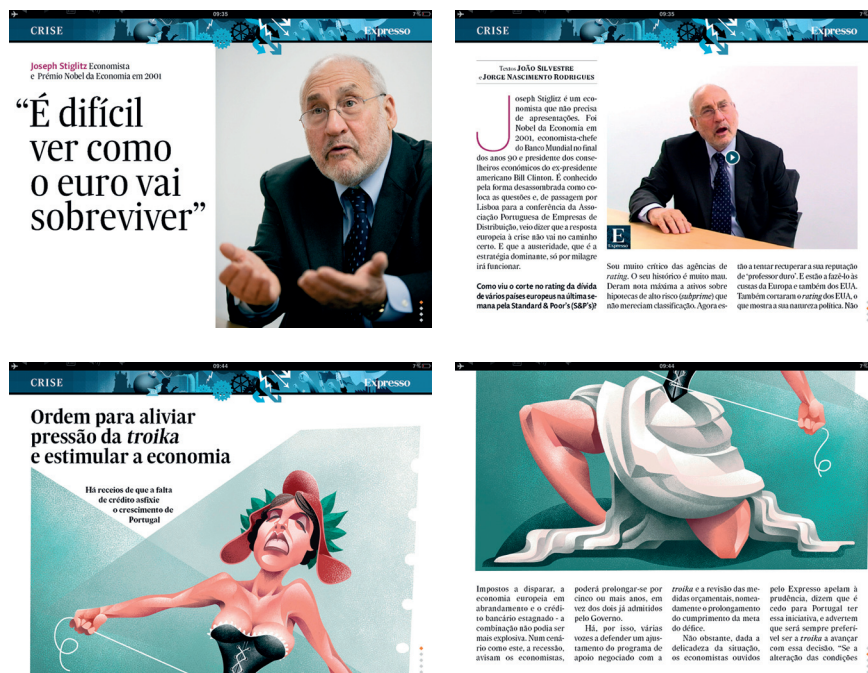 09:35
7%
CRISE
Expresso
Joseph Stiglitz Economista
e Prémio Nobel da Economia em 2001
“É difícil
ver como
o euro vai
sobreviver”
09:35
7%
CRISE
Expresso
Textos JOÃO SILVESTRE
e JORGE NASCIMENTO RODRIGUES
Joseph Stiglitz é um eco-
nomista que não precisa
de apresentações. Foi
Nobel da Economia em
2001, economista-chefe
do Banco Mundial no final
dos anos 90 e presidente dos conse-
lheiros económicos do ex-presidente
americano Bill Clinton. É conhecido
pela forma desassombrada como co-
loca as questões e, de passagem por
Lisboa para a conferência da Asso-
ciação Portuguesa de Empresas de
Distribuição, veio dizer que a resposta
europeia à crise não vai no caminho
certo. E que a austeridade, que é a
estratégia dominante, só por milagre
irá funcionar.
Como viu o corte no rating da dívida
de vários países europeus na última se-
mana pela Standard & Poor's (S&P's)?
E
Expresso
Sou muito crítico das agências de
rating. O seu histórico é muito mau.
Deram nota máxima a ativos sobre
hipotecas de alto risco (subprime) que
não mereciam classificação. Agora es-
tão a tentar recuperar a sua reputação
de ‘professor duro’. E estão a fazê-lo às
cusas da Europa e também dos EUA.
Também cortaram o rating dos EUA, o
que mostra a sua natureza política. Não
09:44
7%
CRISE
Expresso
Ordem para aliviar
pressão da troika
e estimular a economia
Há receios de que a falta
de crédito asfixie
o crescimento de
Portugal
09:44
7%
Impostos a disparar, a
economia europeia em
abrandamento e o crédi-
to bancário estagnado - a
combinação não podia ser
mais explosiva. Num cená-
rio como este, a recessão,
avisam os economistas,
poderá prolongar-se por
cinco ou mais anos, em
vez dos dois já admitidos
pelo Governo.
Há, por isso, várias
vozes a defender um ajus-
tamento do programa de
apoio negociado com a
troika e a revisão das me-
didas orçamentais, nomea-
damente o prolongamento
do cumprimento da meta
do défice.
Não obstante, dada a
delicadeza da situação,
os economistas ouvidos
pelo Expresso apelam à
prudência, dizem que é
cedo para Portugal ter
essa iniciativa, e advertem
que será sempre preferí-
vel ser a troika a avançar
com essa decisão. “Se a
alteração das condições